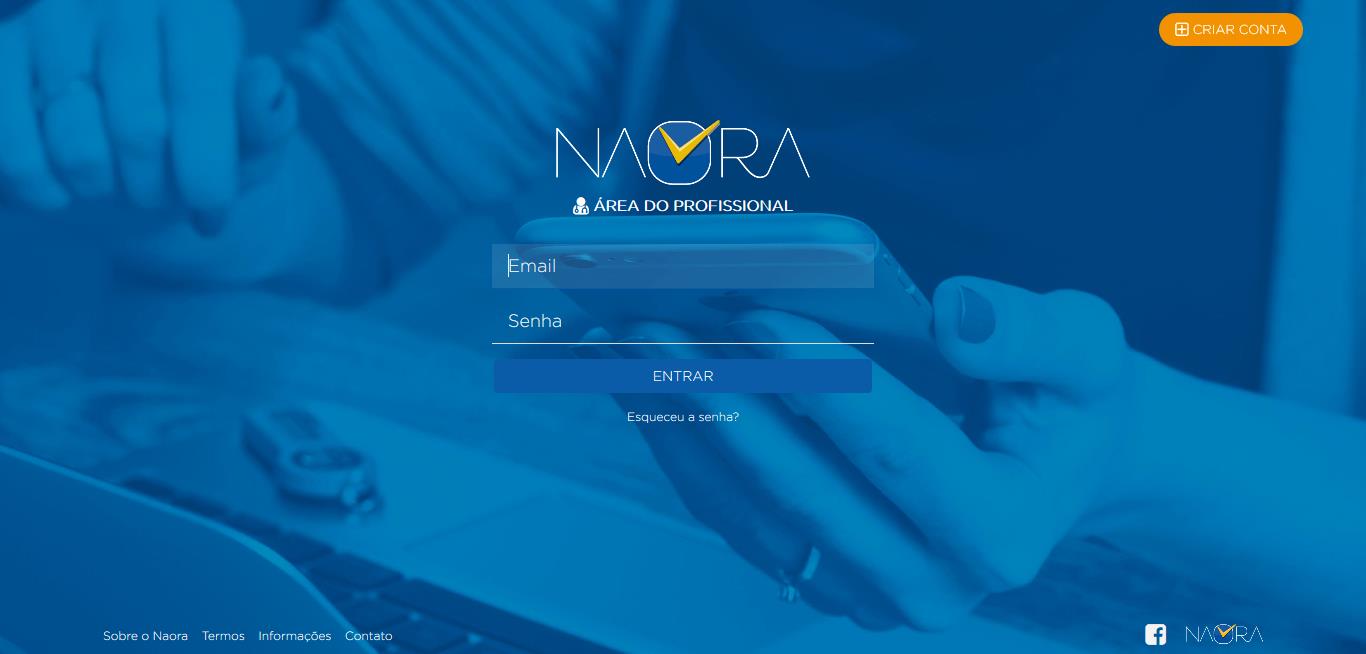 CRIAR CONTA
NAORA
ÁREA DO PROFISSIONAL
Email
Senha
ENTRAR
Esqueceu a senha?
Sobre o Naora Termos Informações Contato
NAORA